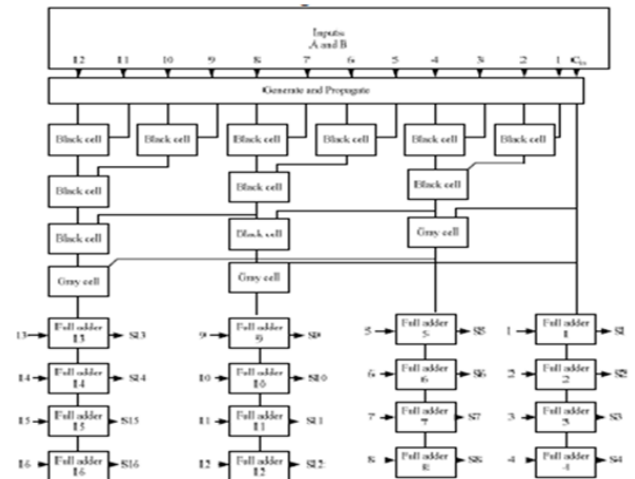 Inputs:
A and B
12 11 10 9 8 7 6 5 4 3 2 1 Cin
Generate and Propagate
Black cell Black cell Black cell Black cell Black cell Black cell
Black cell Black cell Black cell
Black cell Black cell Gray cell
Gray cell Gray cell
13 Full adder 13 S13 9 Full adder 9 S9 5 Full adder 5 S5 1 Full adder 1 S1
14 Full adder 14 S14 10 Full adder 10 S10 6 Full adder 6 S6 2 Full adder 2 S2
15 Full adder 15 S15 11 Full adder 11 S11 7 Full adder 7 S7 3 Full adder 3 S3
16 Full adder 16 S16 12 Full adder 12 S12 8 Full adder 8 S8 4 Full adder 4 S4